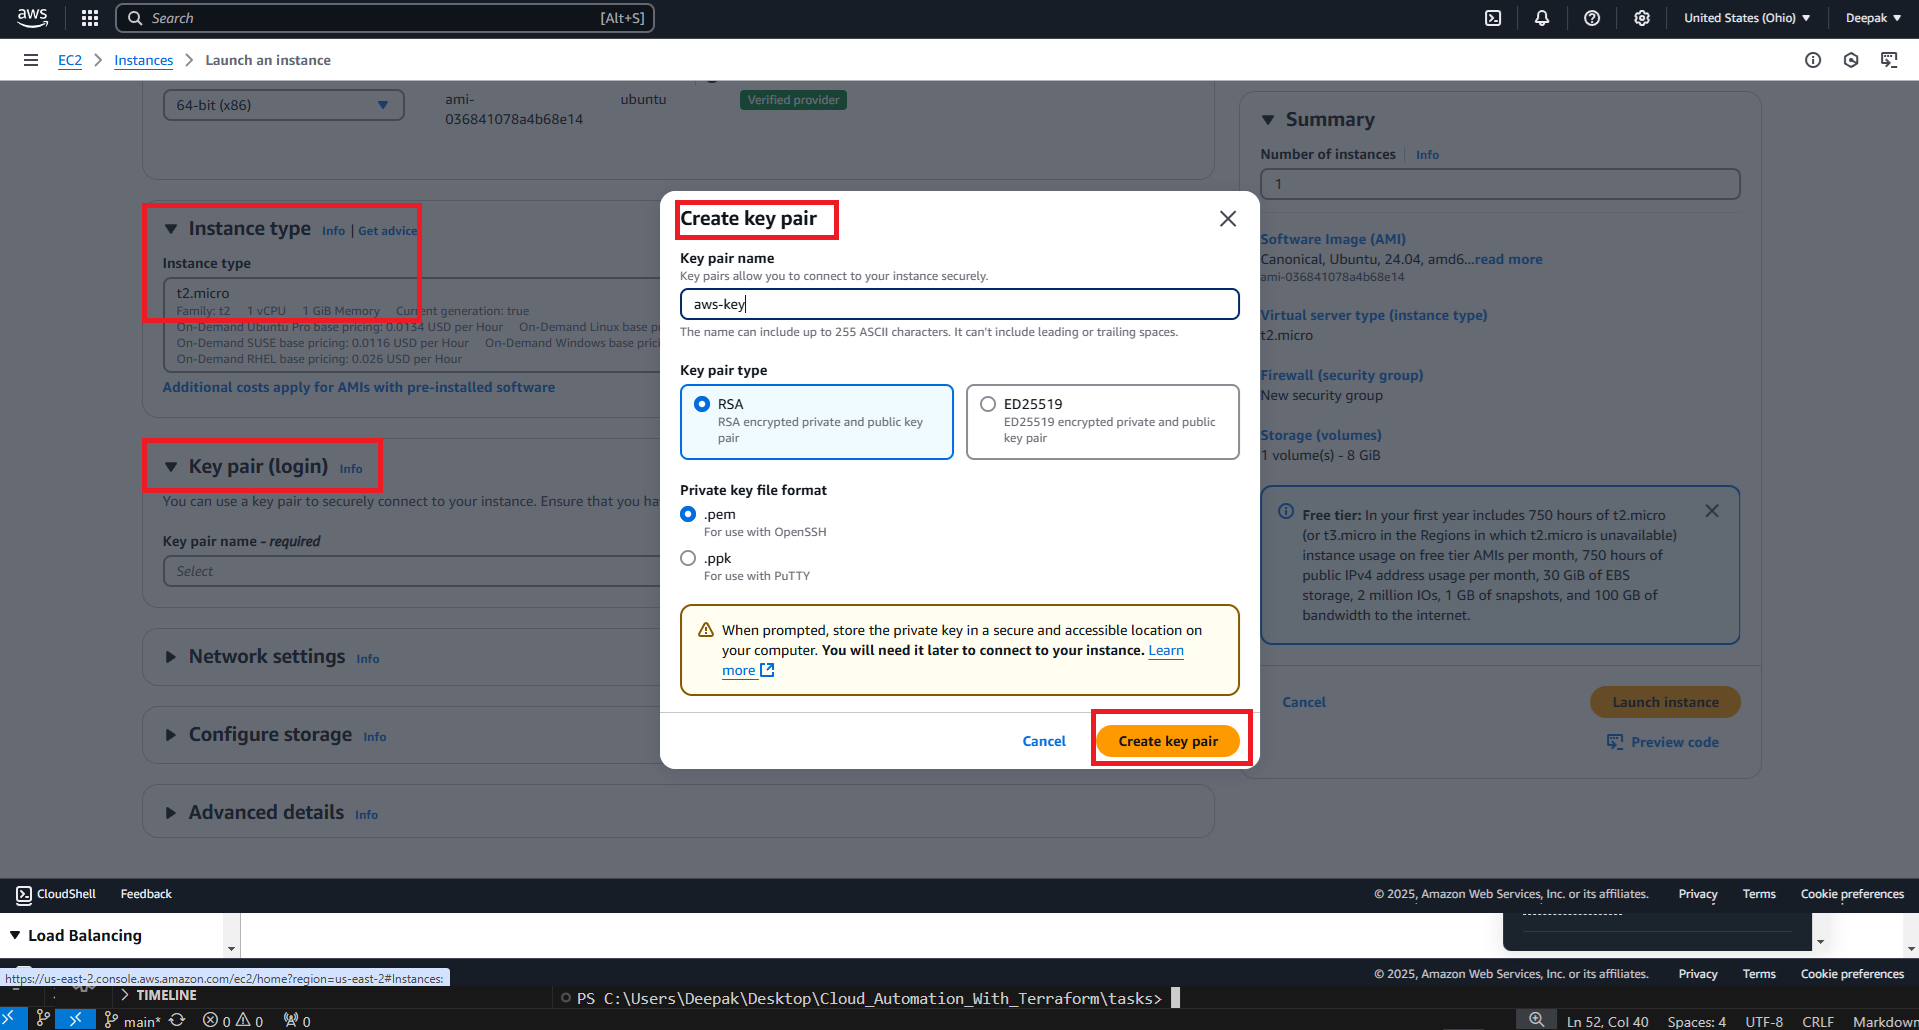 aws
Search
[Alt+S]
United States (Ohio)
Deepak
EC2
Instances
Launch an instance
64-bit (x86)
ami-
036841078a4b68e14
ubuntu
Verified provider
Instance type Info | Get advice
Instance type
t2.micro
Family: t2 1 vCPU 1 GiB Memory Current generation: true
On-Demand Ubuntu Pro base pricing: 0.0134 USD per Hour On-Demand Linux base p
On-Demand SUSE base pricing: 0.0116 USD per Hour On-Demand Windows base prici
On-Demand RHEL base pricing: 0.026 USD per Hour
Additional costs apply for AMIs with pre-installed software
Key pair (login) Info
You can use a key pair to securely connect to your instance. Ensure that you ha
Key pair name - required
Select
Network settings Info
Configure storage Info
Advanced details Info
Create key pair
Key pair name
Key pairs allow you to connect to your instance securely.
aws-key
The name can include up to 255 ASCII characters. It can't include leading or trailing spaces.
Key pair type
RSA
RSA encrypted private and public key
pair
ED25519
ED25519 encrypted private and public
key pair
Private key file format
.pem
For use with OpenSSH
.ppk
For use with PuTTY
When prompted, store the private key in a secure and accessible location on
your computer. You will need it later to connect to your instance. Learn
more
Cancel
Create key pair
Summary
Number of instances Info
1
Software Image (AMI)
Canonical, Ubuntu, 24.04, amd6...read more
ami-036841078a4b68e14
Virtual server type (instance type)
t2.micro
Firewall (security group)
New security group
Storage (volumes)
1 volume(s) - 8 GiB
Free tier: In your first year includes 750 hours of t2.micro
(or t3.micro in the Regions in which t2.micro is unavailable)
instance usage on free tier AMIs per month, 750 hours of
public IPv4 address usage per month, 30 GiB of EBS
storage, 2 million IOs, 1 GB of snapshots, and 100 GB of
bandwidth to the internet.
Cancel
Launch instance
Preview code
CloudShell Feedback
© 2025, Amazon Web Services, Inc. or its affiliates. Privacy Terms Cookie preferences
Load Balancing
https://us-east-2.console.aws.amazon.com/ec2/home?region=us-east-2#Instances:
© 2025, Amazon Web Services, Inc. or its affiliates. Privacy Terms Cookie preferences
TIMELINE
PS C:\Users\Deepak\Desktop\Cloud_Automation_With_Terraform\tasks>
main* 0 0 0
Ln 52, Col 40 Spaces: 4 UTF-8 CRLF Markdown